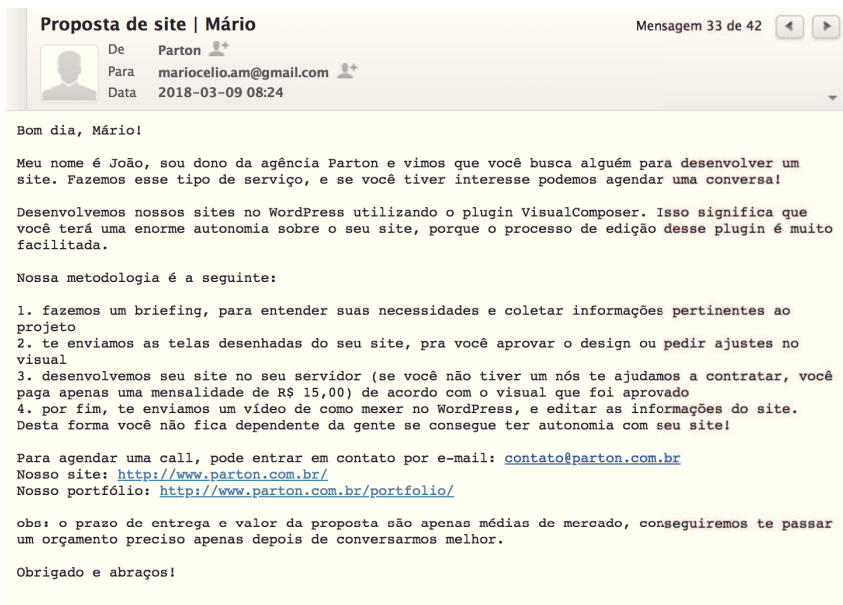 Proposta de site | Mário
Mensagem 33 de 42
De Parton
Para mariocelio.am@gmail.com
Data 2018-03-09 08:24
Bom dia, Mário!
Meu nome é João, sou dono da agência Parton e vimos que você busca alguém para desenvolver um
site. Fazemos esse tipo de serviço, e se você tiver interesse podemos agendar uma conversa!
Desenvolvemos nossos sites no WordPress utilizando o plugin VisualComposer. Isso significa que
você terá uma enorme autonomia sobre o seu site, porque o processo de edição desse plugin é muito
facilitada.
Nossa metodologia é a seguinte:
1. fazemos um briefing, para entender suas necessidades e coletar informações pertinentes ao
projeto
2. te enviamos as telas desenhadas do seu site, pra você aprovar o design ou pedir ajustes no
visual
3. desenvolvemos seu site no seu servidor (se você não tiver um nós te ajudamos a contratar, você
paga apenas uma mensalidade de R$ 15,00) de acordo com o visual que foi aprovado
4. por fim, te enviamos um vídeo de como mexer no WordPress, e editar as informações do site.
Desta forma você não fica dependente da gente se consegue ter autonomia com seu site!
Para agendar uma call, pode entrar em contato por e-mail: contato@parton.com.br
Nosso site: http://www.parton.com.br/
Nosso portfólio: http://www.parton.com.br/portfolio/
obs: o prazo de entrega e valor da proposta são apenas médias de mercado, conseguiremos te passar
um orçamento preciso apenas depois de conversarmos melhor.
Obrigado e abraços!